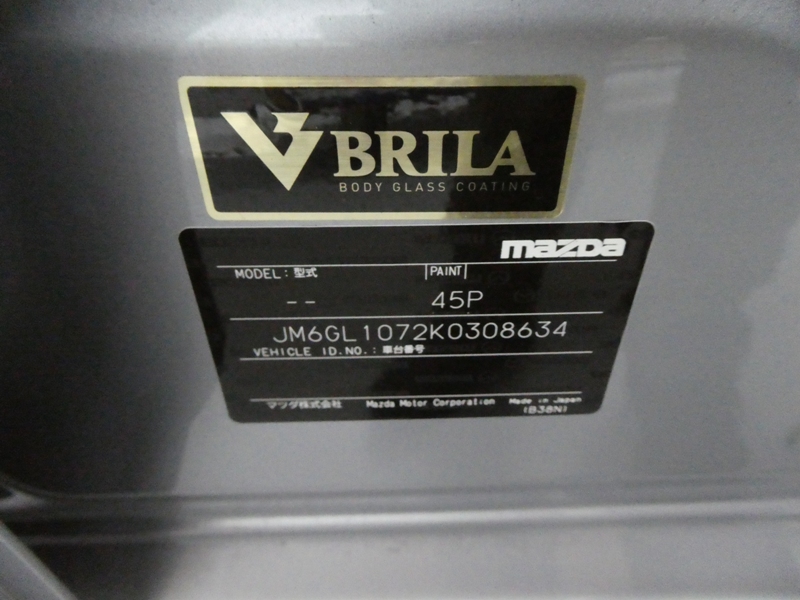 BRILA
BODY GLASS COATING
mazda
MODEL:型式 PAINT
-- 45P
JM6GL1072K0308634
VEHICLE ID.NO.:車台番号
マツダ株式会社 Mazda Motor Corporation Made in Japan
(B38N)